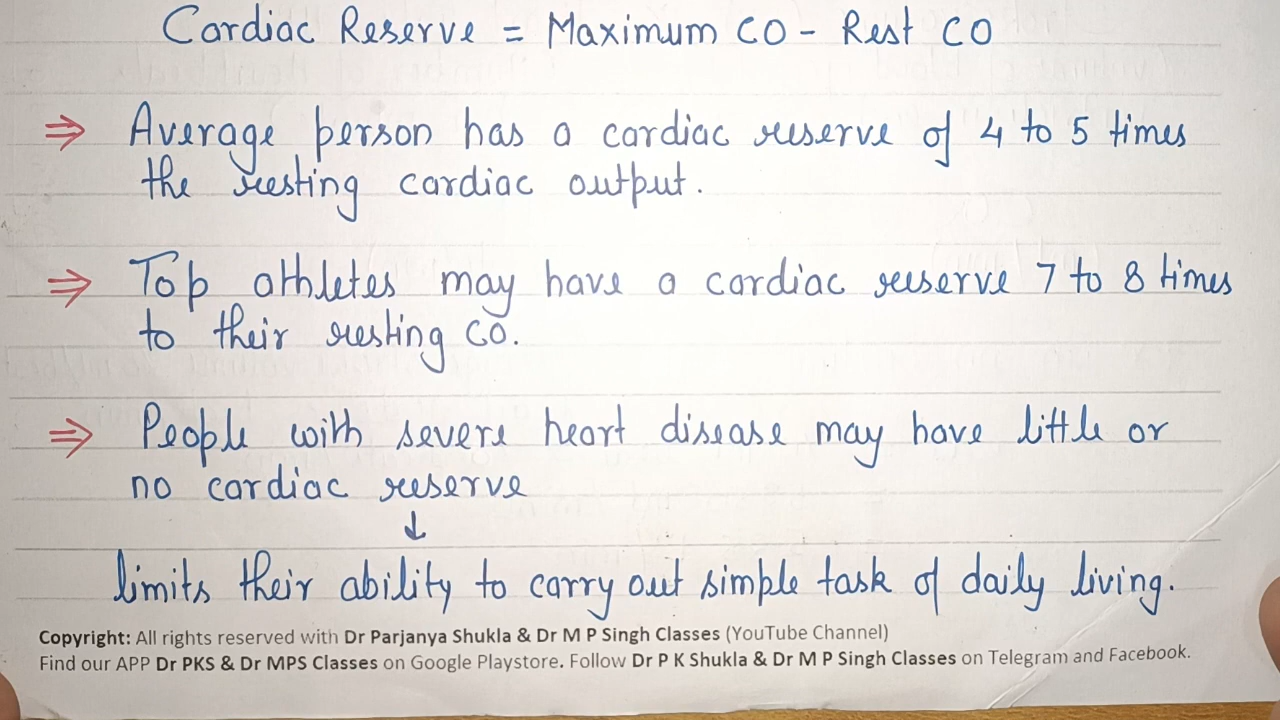 Cardiac Reserve = Maximum CO - Rest CO
⇒ Average person has a cardiac reserve of 4 to 5 times
the resting cardiac output.
⇒ Top athletes may have a cardiac reserve 7 to 8 times
to their resting CO.
⇒ People with severe heart disease may have little or
no cardiac reserve
↓
limits their ability to carry out simple task of daily living.
Copyright: All rights reserved with Dr Parjanya Shukla & Dr M P Singh Classes (YouTube Channel)
Find our APP Dr PKS & Dr MPS Classes on Google Playstore. Follow Dr P K Shukla & Dr M P Singh Classes on Telegram and Facebook.